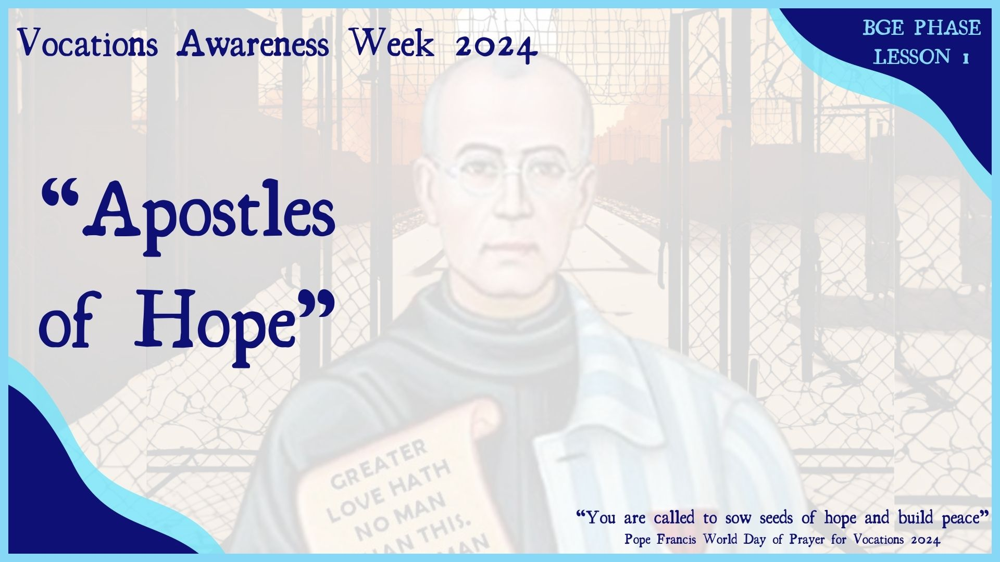 Vocations Awareness Week 2024
BGE PHASE
LESSON 1
“Apostles
of Hope”
GREATER
LOVE HATH
NO MAN
THAN THIS.
MAN
“You are called to sow seeds of hope and build peace”
Pope Francis World Day of Prayer for Vocations 2024